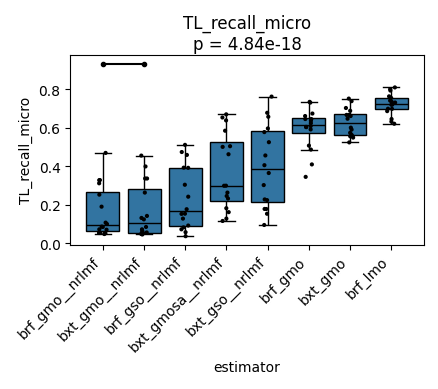 TL_recall_micro
p = 4.84e-18
TL_recall_micro
0.8
0.6
0.4
0.2
0.0
brf_gmo__nrlmf
bxt_gmo__nrlmf
brf_gso__nrlmf
bxt_gmosa__nrlmf
bxt_gso__nrlmf
brf_gmo
bxt_gmo
brf_lmo
estimator